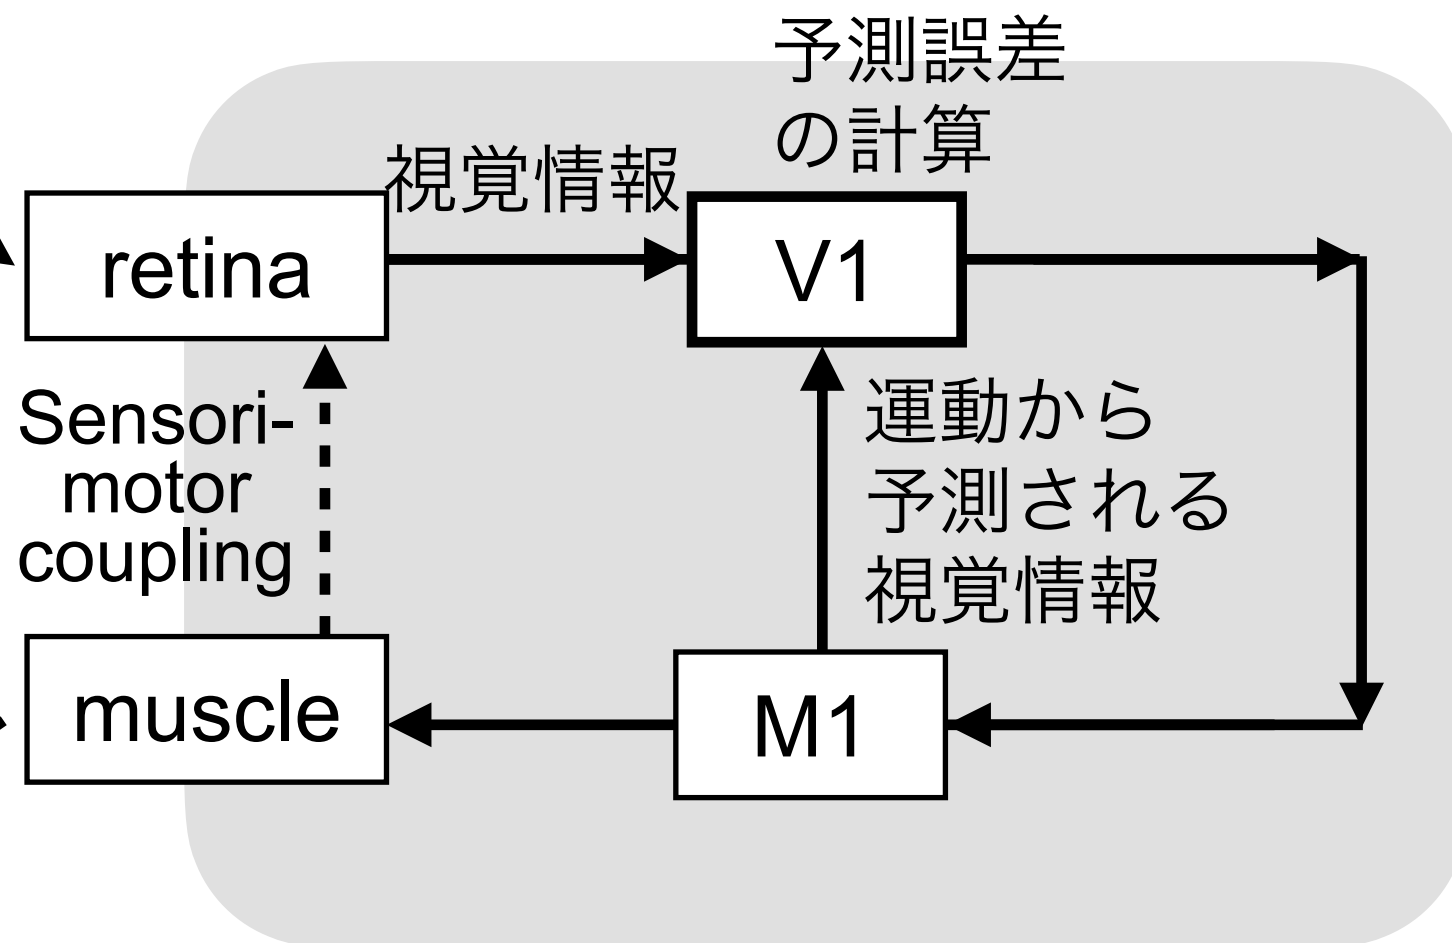 予測誤差
の計算
視覚情報
retina
V1
Sensori-
motor
coupling
運動から
予測される
視覚情報
muscle
M1